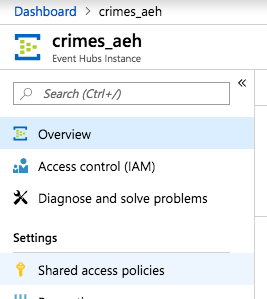 Dashboard > crimes_aeh
crimes_aeh
Event Hubs Instance
«
Search (Ctrl+/)
Overview
Access control (IAM)
Diagnose and solve problems
Settings
Shared access policies